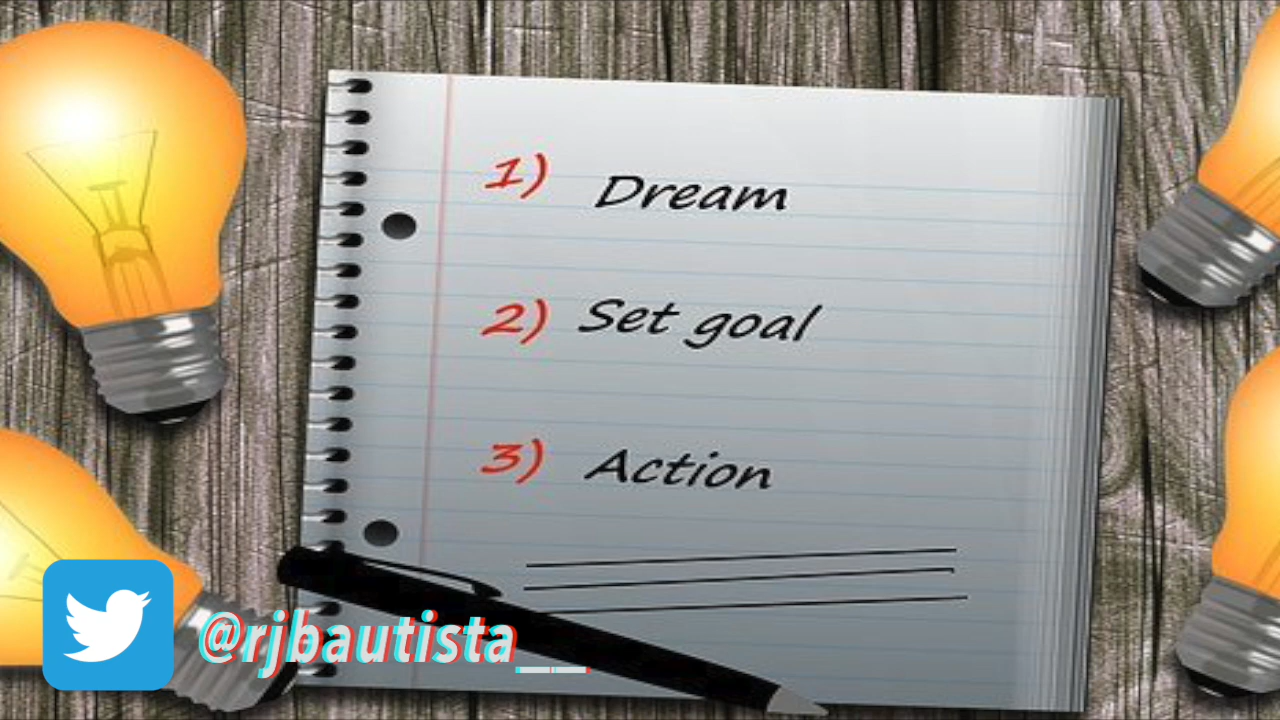 1) Dream
2) Set goal
3) Action
@rjbautista__